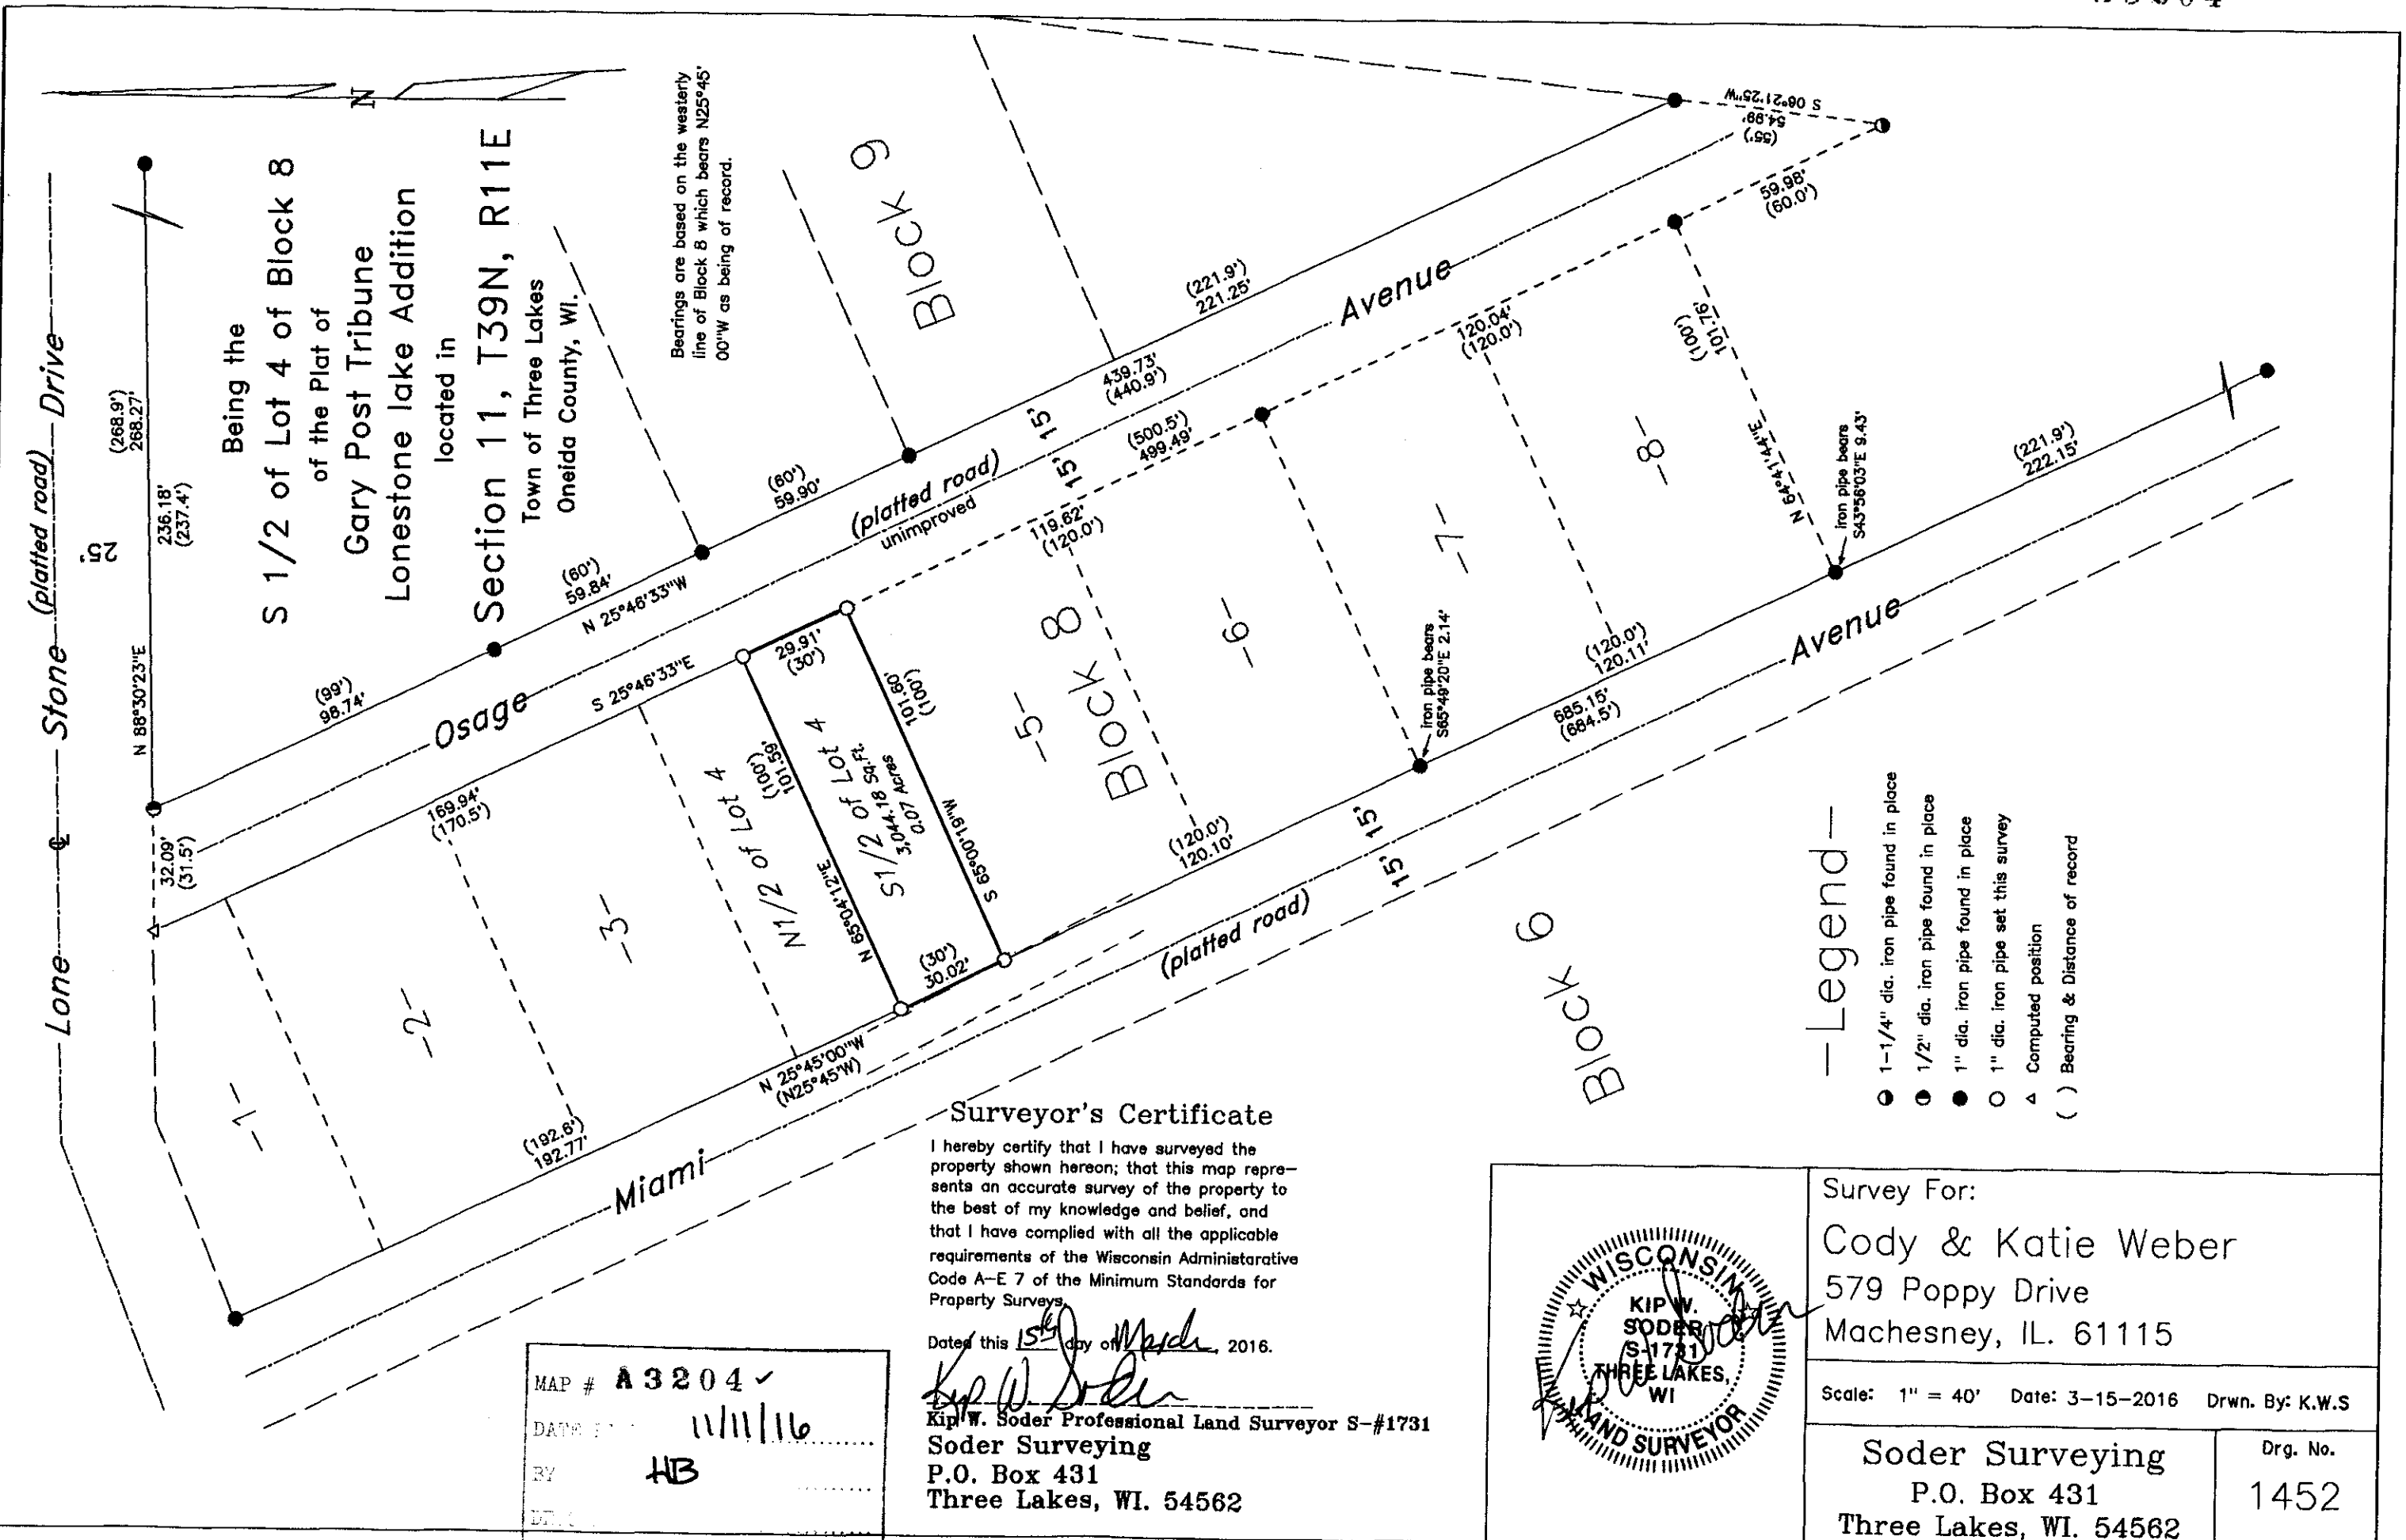 Lone ℄ Stone (platted road) Drive
25'
(268.9')
268.27'
236.18'
(237.4')
N 88°30'23"E
32.09'
(31.5')
N
Being the
S 1/2 of Lot 4 of Block 8
of the Plat of
Gary Post Tribune
Lonestone lake Addition
located in
Section 11, T39N, R11E
Town of Three Lakes
Oneida County, WI.
Bearings are based on the westerly
line of Block 8 which bears N25°45'
00"W as being of record.
Block 9
(99')
98.74'
(60')
59.84'
N 25°46'33"W
(60')
59.90'
(221.9')
221.25'
439.73'
(440.9')
S 06°21'25"W
54.99'
(55')
59.98'
(60.0')
Osage (platted road) Avenue
unimproved
15' 15'
(500.5')
499.49'
120.04'
(120.0')
119.62'
(120.0')
S 25°46'33"E
29.91'
(30')
169.94'
(170.5')
-1-
-2-
-3-
N1/2 of Lot 4
(100')
101.59'
N 65°04'12"E
S1/2 of Lot 4
3,044.18 Sq.Ft.
0.07 Acres
101.60'
(100')
S 65°00'19"W
-5-
Block 8
-6-
-7-
-8-
(100')
101.76'
N 64°41'44"E
iron pipe bears
S43°56'03"E 9.43'
iron pipe bears
S65°49'20"E 2.14'
(30')
30.02'
(120.0')
120.10'
(120.0')
120.11'
685.15'
(684.5')
(221.9')
222.15'
N 25°45'00"W
(N25°45'W)
(192.6')
192.77'
Miami (platted road) Avenue
15' 15'
Block 6
—Legend—
1-1/4" dia. iron pipe found in place
1/2" dia. iron pipe found in place
1" dia. iron pipe found in place
1" dia. iron pipe set this survey
Computed position
( ) Bearing & Distance of record
Surveyor's Certificate
I hereby certify that I have surveyed the
property shown hereon; that this map repre-
sents an accurate survey of the property to
the best of my knowledge and belief, and
that I have complied with all the applicable
requirements of the Wisconsin Administarative
Code A-E 7 of the Minimum Standards for
Property Surveys.
Dated this 15th day of March, 2016.
Kip W. Soder
Kip W. Soder Professional Land Surveyor S-#1731
Soder Surveying
P.O. Box 431
Three Lakes, WI. 54562
MAP # A3204 ✓
DATE 11/11/16
BY HB
WISCONSIN
KIP W.
SODER
S-1731
THREE LAKES,
WI
LAND SURVEYOR
Kip W Soder
Survey For:
Cody & Katie Weber
579 Poppy Drive
Machesney, IL. 61115
Scale: 1" = 40' Date: 3-15-2016 Drwn. By: K.W.S
Soder Surveying
P.O. Box 431
Three Lakes, WI. 54562
Drg. No.
1452